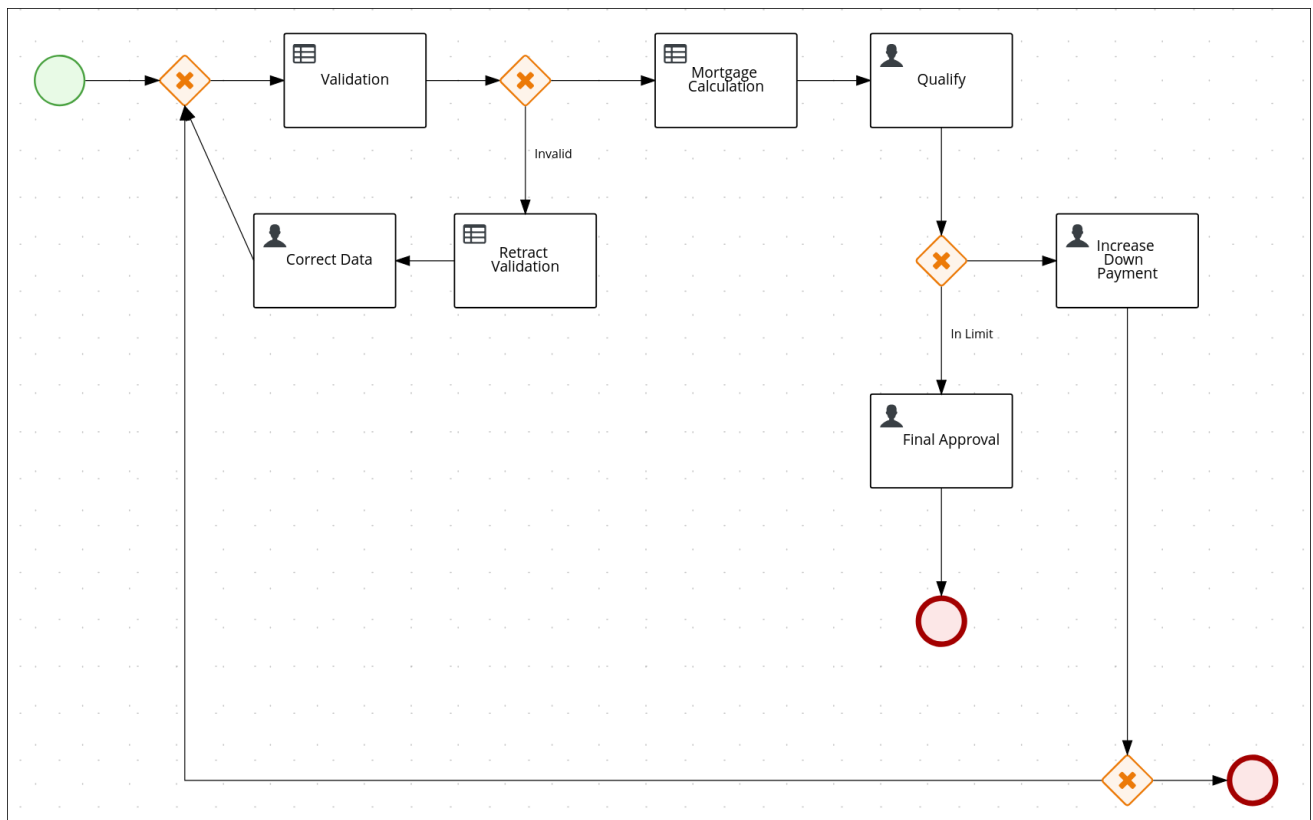 Validation
Mortgage
Calculation
Qualify
Invalid
Correct Data
Retract
Validation
Increase
Down
Payment
In Limit
Final Approval